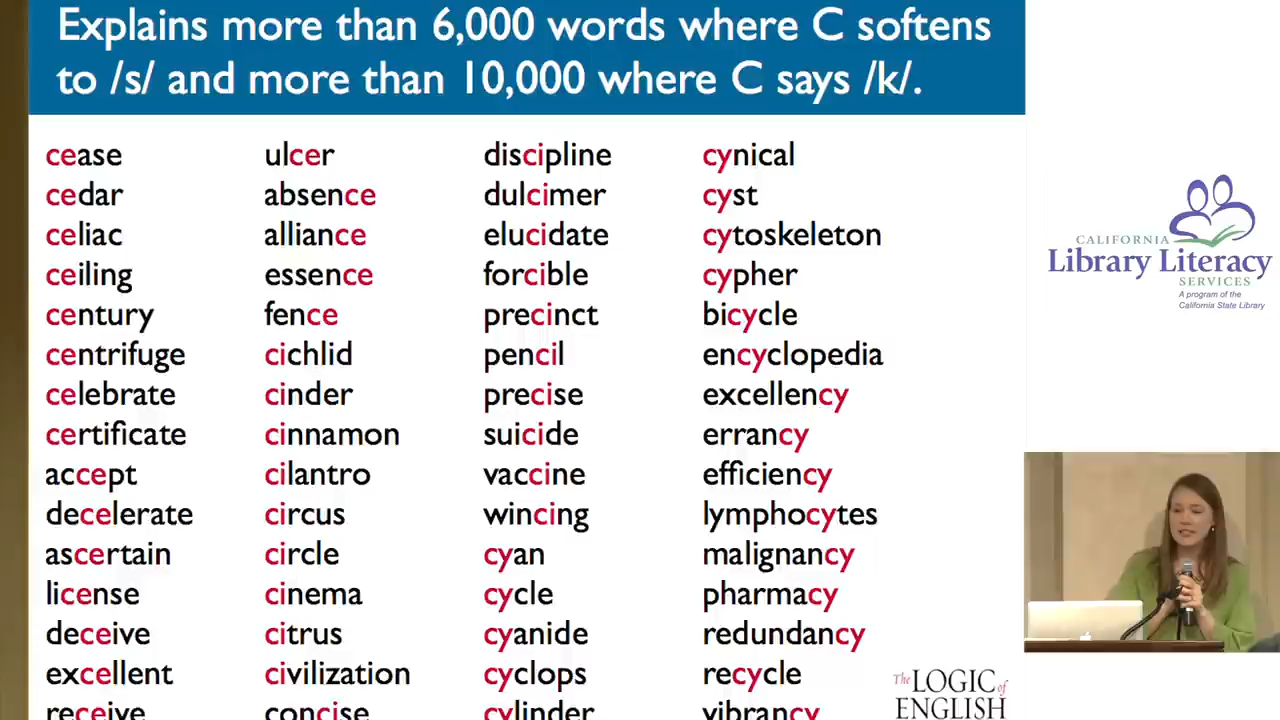 Explains more than 6,000 words where C softens
to /s/ and more than 10,000 where C says /k/.
cease
cedar
celiac
ceiling
century
centrifuge
celebrate
certificate
accept
decelerate
ascertain
license
deceive
excellent
receive
ulcer
absence
alliance
essence
fence
cichlid
cinder
cinnamon
cilantro
circus
circle
cinema
citrus
civilization
concise
discipline
dulcimer
elucidate
forcible
precinct
pencil
precise
suicide
vaccine
wincing
cyan
cycle
cyanide
cyclops
cylinder
cynical
cyst
cytoskeleton
cypher
bicycle
encyclopedia
excellency
errancy
efficiency
lymphocytes
malignancy
pharmacy
redundancy
recycle
vibrancy
The LOGIC of
ENGLISH
CALIFORNIA
Library Literacy
SERVICES
A program of the
California State Library